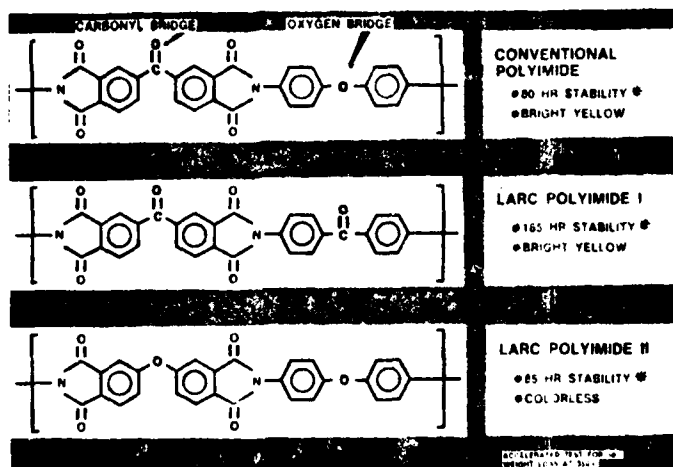 CARBONYL BRIDGE OXYGEN BRIDGE
O O O O
C C C
N N O
C C
O O
CONVENTIONAL
POLYIMIDE
●80 HR STABILITY *
●BRIGHT YELLOW
O O O O
C C C C
N N
C C
O O
LARC POLYIMIDE I
●165 HR STABILITY *
●BRIGHT YELLOW
O O
C O C
N N O
C C
O O
LARC POLYIMIDE II
●85 HR STABILITY *
●COLORLESS
ACCELERATED TEST FOR
WEIGHT LOSS AT